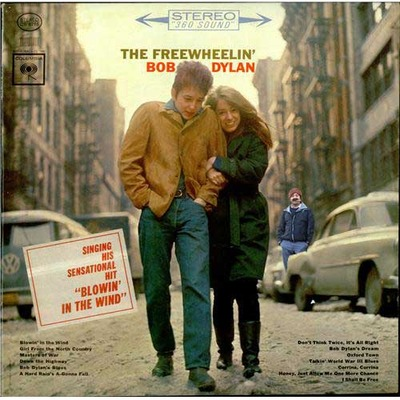 STEREO
"360 SOUND"
COLUMBIA
THE FREEWHEELIN'
BOB DYLAN
SINGING
HIS
SENSATIONAL
HIT
"BLOWIN'
IN THE WIND"
Blowin' in the Wind
Girl From the North Country
Masters of War
Down the Highway
Bob Dylan's Blues
A Hard Rain's A-Gonna Fall
Don't Think Twice, It's All Right
Bob Dylan's Dream
Oxford Town
Talkin' World War III Blues
Corrina, Corrina
Honey, Just Allow Me One More Chance
I Shall Be Free